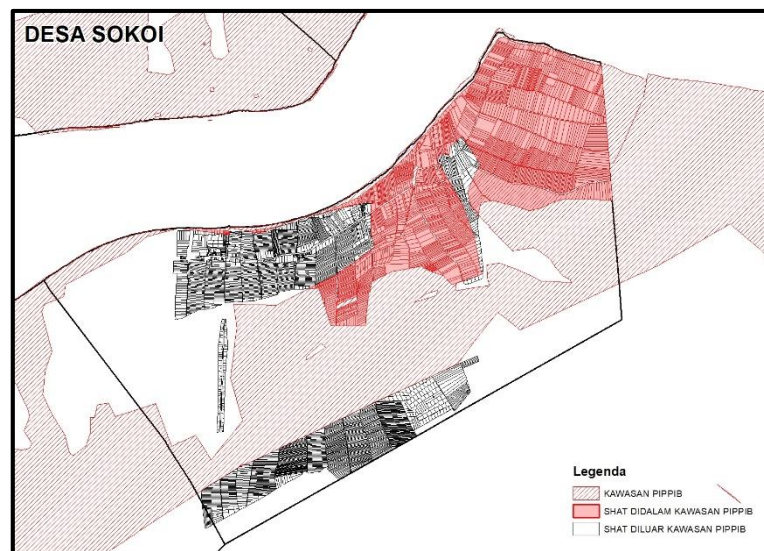 DESA SOKOI
Legenda
KAWASAN PIPPIB
SHAT DIDALAM KAWASAN PIPPIB
SHAT DILUAR KAWASAN PIPPIB